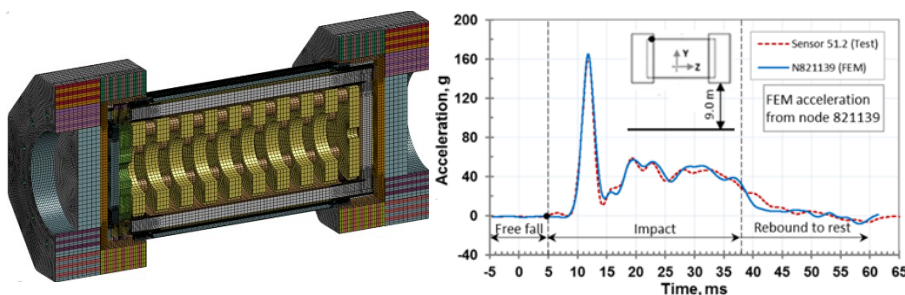 200
160
120
80
40
0
-40
Acceleration, g
Sensor 51.2 (Test)
N821139 (FEM)
FEM acceleration
from node 821139
Y
Z
9.0 m
Free fall
Impact
Rebound to rest
-5 0 5 10 15 20 25 30 35 40 45 50 55 60 65
Time, ms